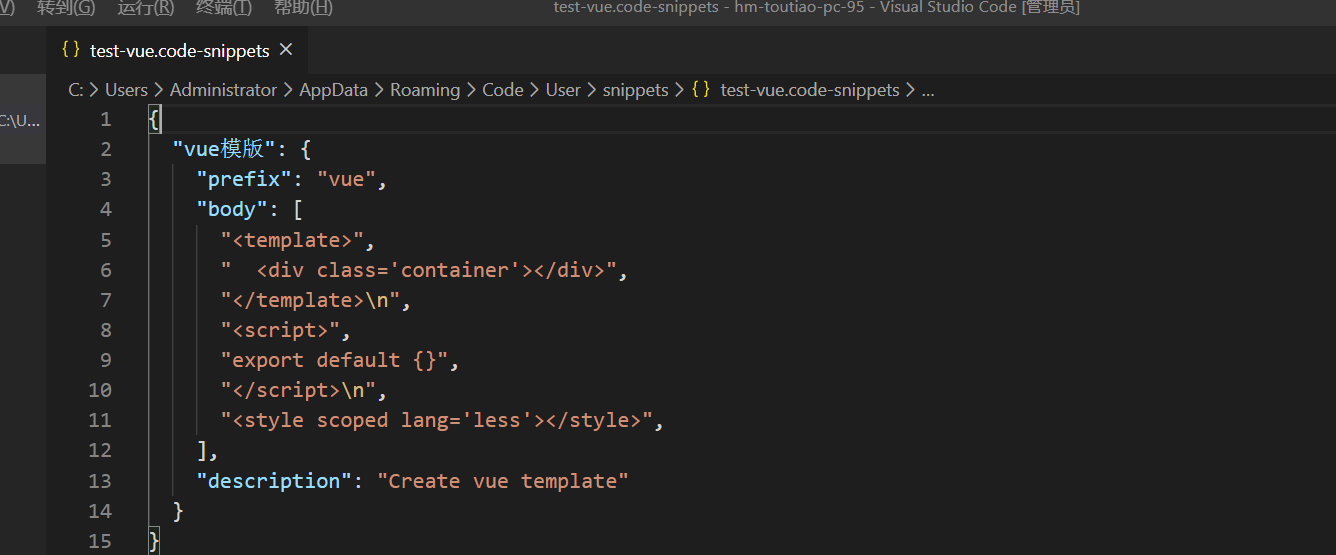 V) 转到(G) 运行(R) 终端(T) 帮助(H) test-vue.code-snippets - hm-toutiao-pc-95 - Visual Studio Code [管理员]
{} test-vue.code-snippets ×
C: > Users > Administrator > AppData > Roaming > Code > User > snippets > {} test-vue.code-snippets > ...
C:\U...
1 {
2   "vue模版": {
3     "prefix": "vue",
4     "body": [
5       "<template>",
6       "  <div class='container'></div>",
7       "</template>\n",
8       "<script>",
9       "export default {}",
10       "</script>\n",
11       "<style scoped lang='less'></style>",
12     ],
13     "description": "Create vue template"
14   }
15 }